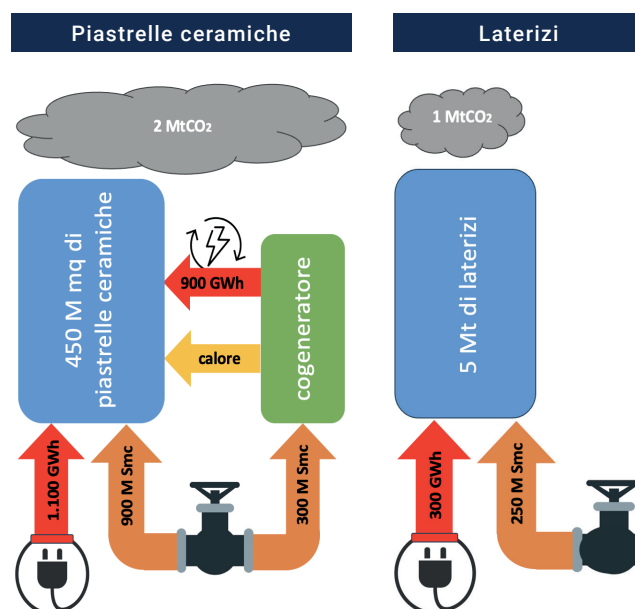 Piastrelle ceramiche
2 MtCO₂
450 M mq di
piastrelle ceramiche
900 GWh
calore
cogeneratore
1.100 GWh
900 M Smc
300 M Smc
Laterizi
1 MtCO₂
5 Mt di laterizi
300 GWh
250 M Smc